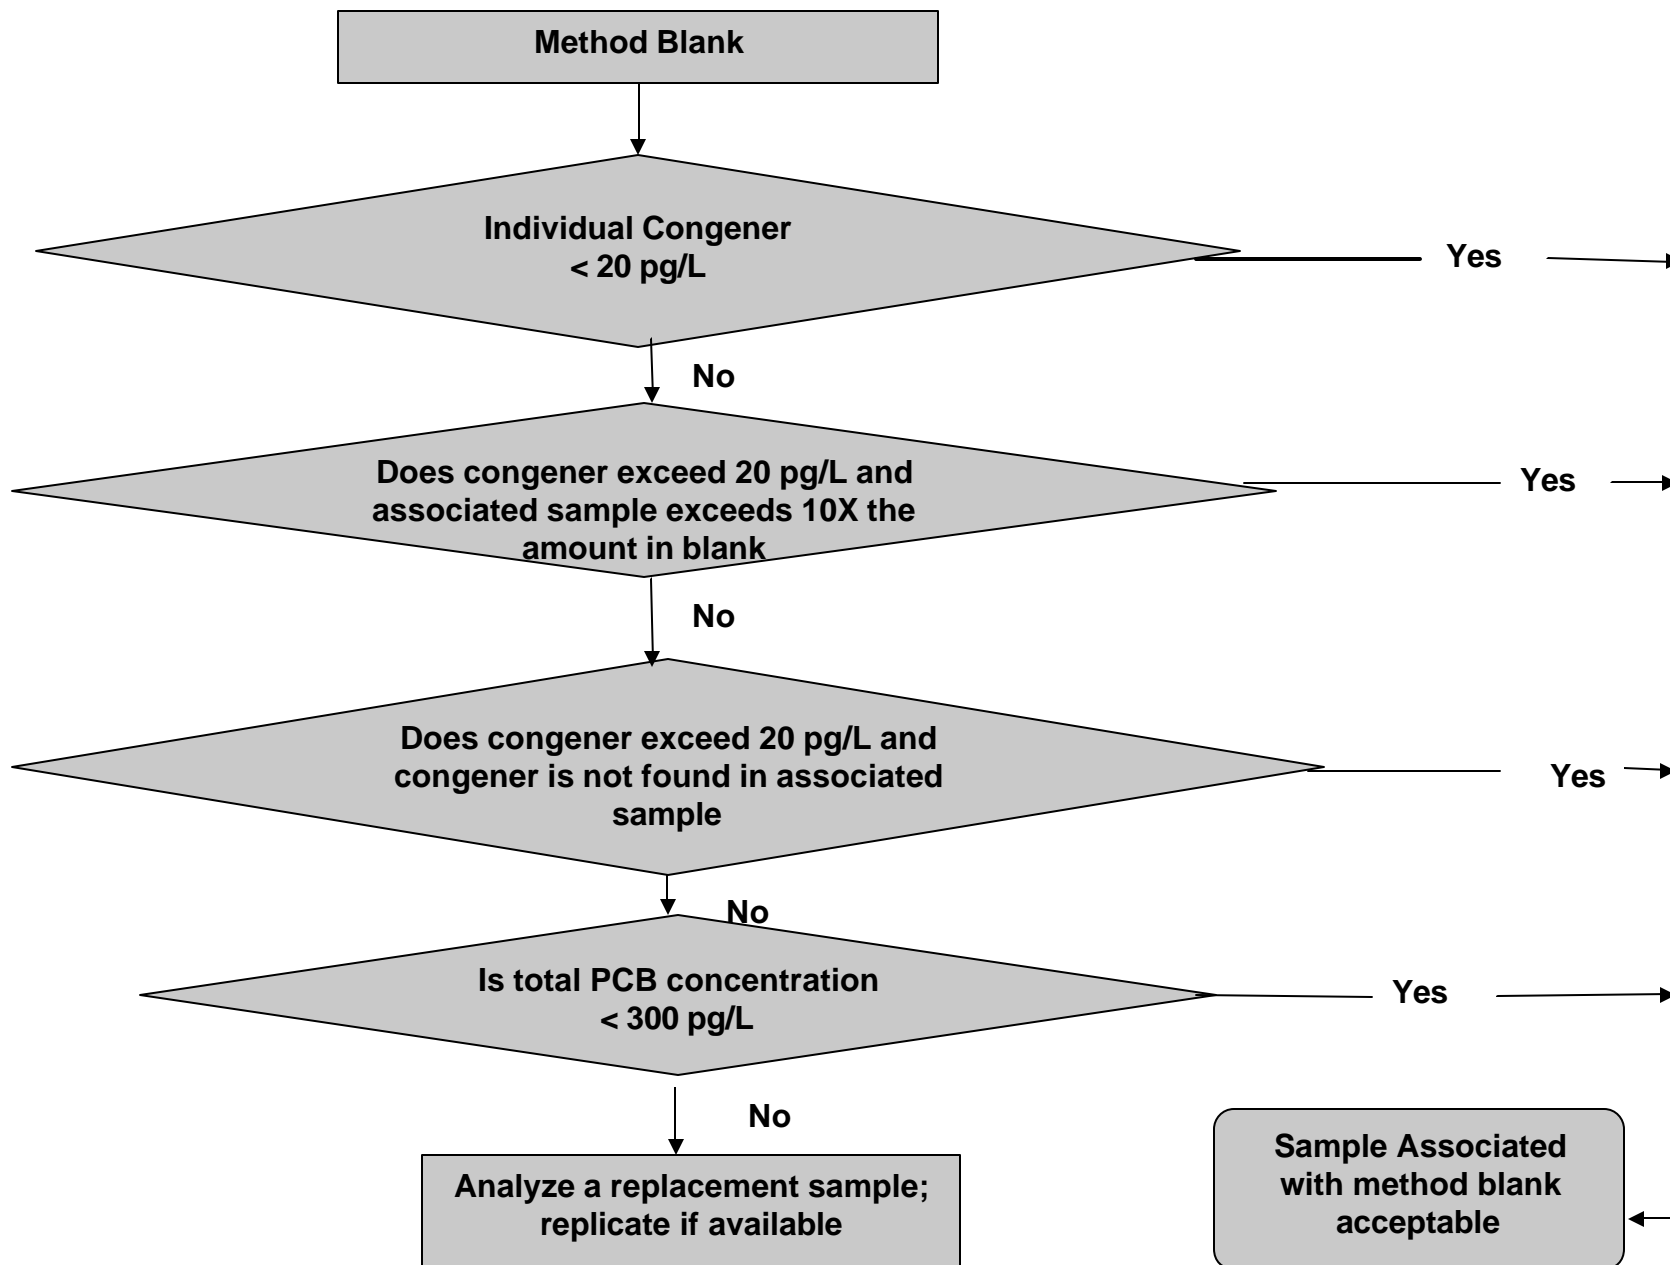 Method Blank
Individual Congener
< 20 pg/L
Yes
No
Does congener exceed 20 pg/L and
associated sample exceeds 10X the
amount in blank
Yes
No
Does congener exceed 20 pg/L and
congener is not found in associated
sample
Yes
No
Is total PCB concentration
< 300 pg/L
Yes
No
Analyze a replacement sample;
replicate if available
Sample Associated
with method blank
acceptable